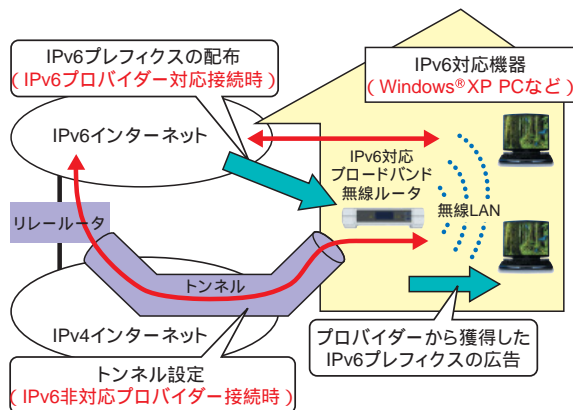 IPv6プレフィクスの配布
(IPv6プロバイダー対応接続時)
IPv6対応機器
(Windows®XP PCなど)
IPv6インターネット
IPv6対応
ブロードバンド
無線ルータ
無線LAN
リレールータ
トンネル
IPv4インターネット
プロバイダーから獲得した
IPv6プレフィクスの広告
トンネル設定
(IPv6非対応プロバイダー接続時)